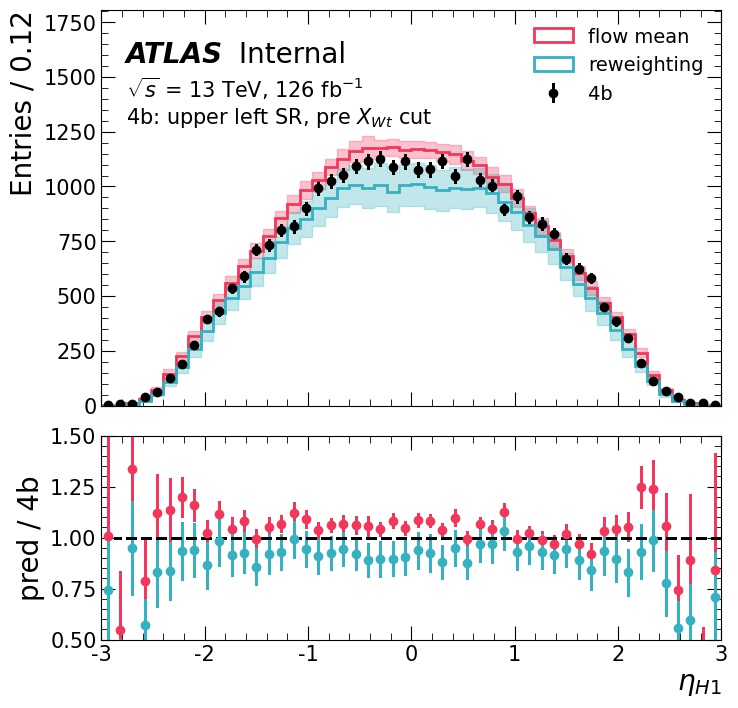 Entries / 0.12
1750
1500
1250
1000
750
500
250
0
ATLAS Internal
√s = 13 TeV, 126 fb⁻¹
4b: upper left SR, pre X_Wt cut
flow mean
reweighting
4b
pred / 4b
1.50
1.25
1.00
0.75
0.50
-3 -2 -1 0 1 2 3
η_H1